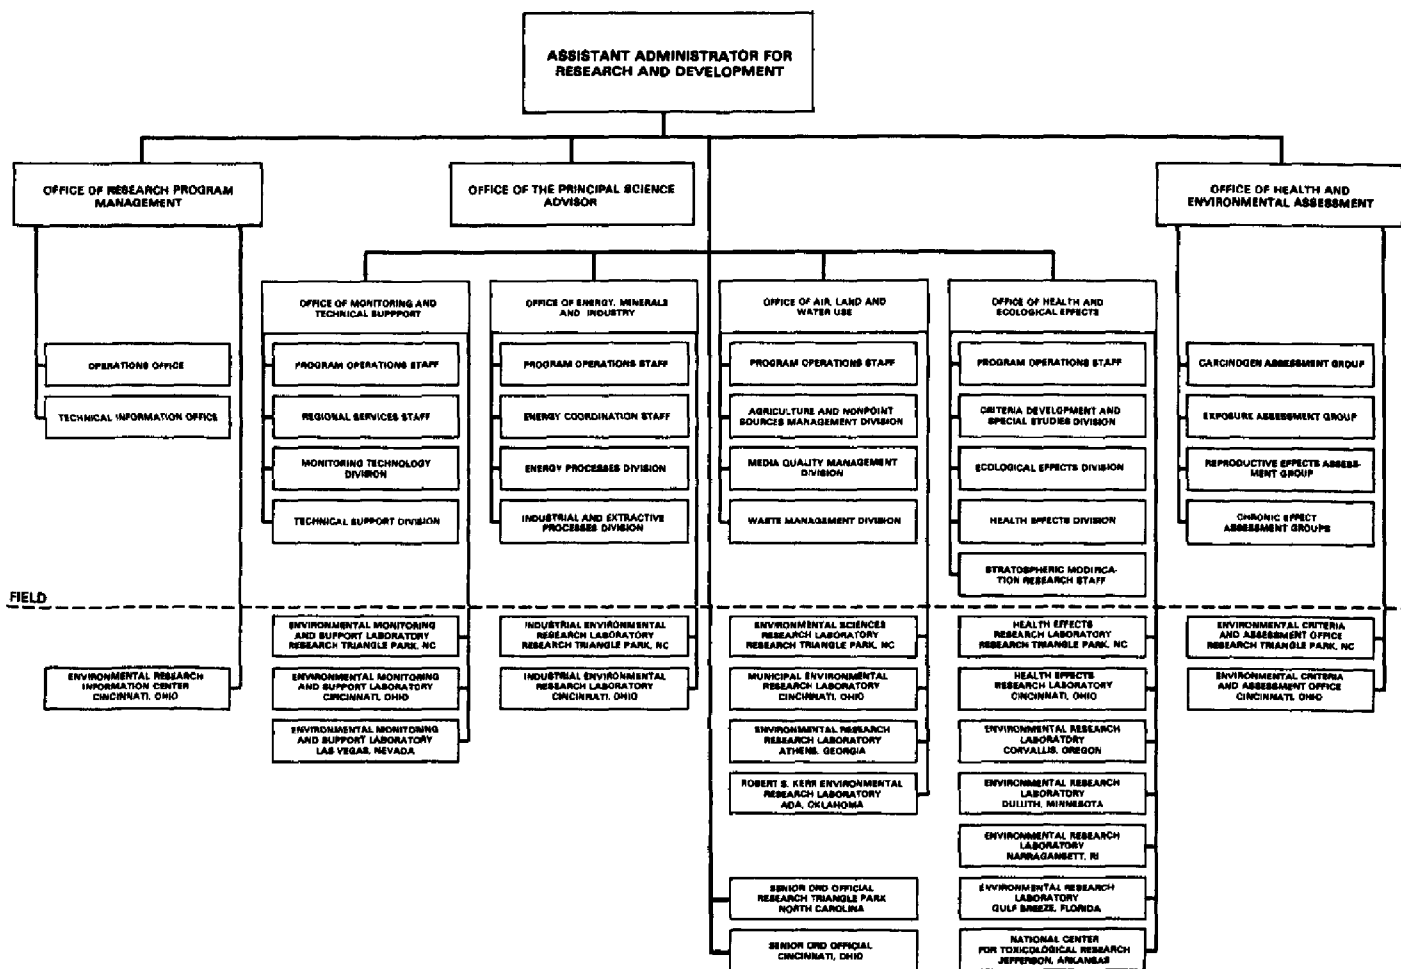 ASSISTANT ADMINISTRATOR FOR
RESEARCH AND DEVELOPMENT
OFFICE OF RESEARCH PROGRAM
MANAGEMENT
OFFICE OF THE PRINCIPAL SCIENCE
ADVISOR
OFFICE OF HEALTH AND
ENVIRONMENTAL ASSESSMENT
OPERATIONS OFFICE
TECHNICAL INFORMATION OFFICE
OFFICE OF MONITORING AND
TECHNICAL SUPPPORT
PROGRAM OPERATIONS STAFF
REGIONAL SERVICES STAFF
MONITORING TECHNOLOGY
DIVISION
TECHNICAL SUPPORT DIVISION
OFFICE OF ENERGY, MINERALS
AND INDUSTRY
PROGRAM OPERATIONS STAFF
ENERGY COORDINATION STAFF
ENERGY PROCESSES DIVISION
INDUSTRIAL AND EXTRACTIVE
PROCESSES DIVISION
OFFICE OF AIR, LAND AND
WATER USE
PROGRAM OPERATIONS STAFF
AGRICULTURE AND NONPOINT
SOURCES MANAGEMENT DIVISION
MEDIA QUALITY MANAGEMENT
DIVISION
WASTE MANAGEMENT DIVISION
OFFICE OF HEALTH AND
ECOLOGICAL EFFECTS
PROGRAM OPERATIONS STAFF
CRITERIA DEVELOPMENT AND
SPECIAL STUDIES DIVISION
ECOLOGICAL EFFECTS DIVISION
HEALTH EFFECTS DIVISION
STRATOSPHERIC MODIFICA-
TION RESEARCH STAFF
CARCINOGEN ASSESSMENT GROUP
EXPOSURE ASSESSMENT GROUP
REPRODUCTIVE EFFECTS ASSESS-
MENT GROUP
CHRONIC EFFECT
ASSESSMENT GROUPS
FIELD
ENVIRONMENTAL RESEARCH
INFORMATION CENTER
CINCINNATI, OHIO
ENVIRONMENTAL MONITORING
AND SUPPORT LABORATORY
RESEARCH TRIANGLE PARK, NC
ENVIRONMENTAL MONITORING
AND SUPPORT LABORATORY
CINCINNATI, OHIO
ENVIRONMENTAL MONITORING
AND SUPPORT LABORATORY
LAS VEGAS, NEVADA
INDUSTRIAL ENVIRONMENTAL
RESEARCH LABORATORY
RESEARCH TRIANGLE PARK, NC
INDUSTRIAL ENVIRONMENTAL
RESEARCH LABORATORY
CINCINNATI, OHIO
ENVIRONMENTAL SCIENCES
RESEARCH LABORATORY
RESEARCH TRIANGLE PARK, NC
MUNICIPAL ENVIRONMENTAL
RESEARCH LABORATORY
CINCINNATI, OHIO
ENVIRONMENTAL RESEARCH
RESEARCH LABORATORY
ATHENS, GEORGIA
ROBERT S. KERR ENVIRONMENTAL
RESEARCH LABORATORY
ADA, OKLAHOMA
SENIOR ORD OFFICIAL
RESEARCH TRIANGLE PARK
NORTH CAROLINA
SENIOR ORD OFFICIAL
CINCINNATI, OHIO
HEALTH EFFECTS
RESEARCH LABORATORY
RESEARCH TRIANGLE PARK, NC
HEALTH EFFECTS
RESEARCH LABORATORY
CINCINNATI, OHIO
ENVIRONMENTAL RESEARCH
LABORATORY
CORVALLIS, OREGON
ENVIRONMENTAL RESEARCH
LABORATORY
DULUTH, MINNESOTA
ENVIRONMENTAL RESEARCH
LABORATORY
NARRAGANSETT, RI
ENVIRONMENTAL RESEARCH
LABORATORY
GULF BREEZE, FLORIDA
NATIONAL CENTER
FOR TOXICOLOGICAL RESEARCH
JEFFERSON, ARKANSAS
ENVIRONMENTAL CRITERIA
AND ASSESSMENT OFFICE
RESEARCH TRIANGLE PARK, NC
ENVIRONMENTAL CRITERIA
AND ASSESSMENT OFFICE
CINCINNATI, OHIO